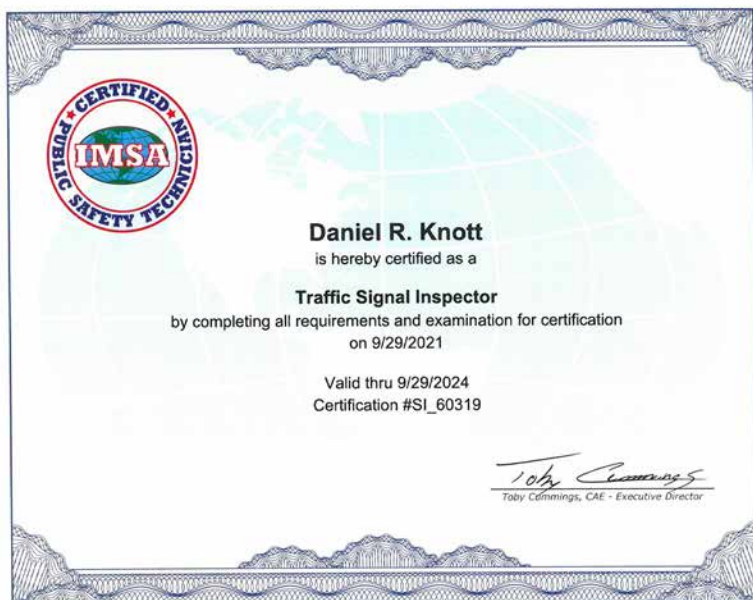 CERTIFIED
PUBLIC SAFETY TECHNICIAN
IMSA
Daniel R. Knott
is hereby certified as a
Traffic Signal Inspector
by completing all requirements and examination for certification
on 9/29/2021
Valid thru 9/29/2024
Certification #SI_60319
Toby Cummings
Toby Cummings, CAE - Executive Director